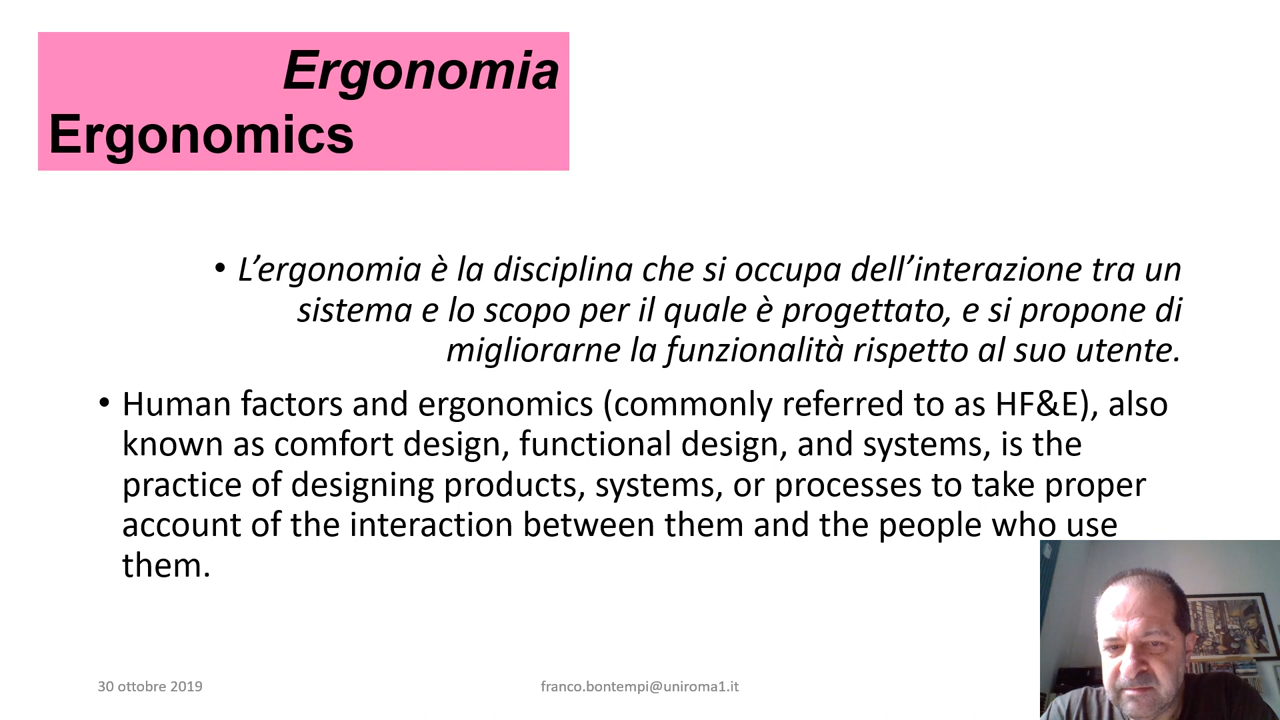 Ergonomia
Ergonomics
• L’ergonomia è la disciplina che si occupa dell’interazione tra un
sistema e lo scopo per il quale è progettato, e si propone di
migliorarne la funzionalità rispetto al suo utente.
• Human factors and ergonomics (commonly referred to as HF&E), also
known as comfort design, functional design, and systems, is the
practice of designing products, systems, or processes to take proper
account of the interaction between them and the people who use
them.
30 ottobre 2019
franco.bontempi@uniroma1.it